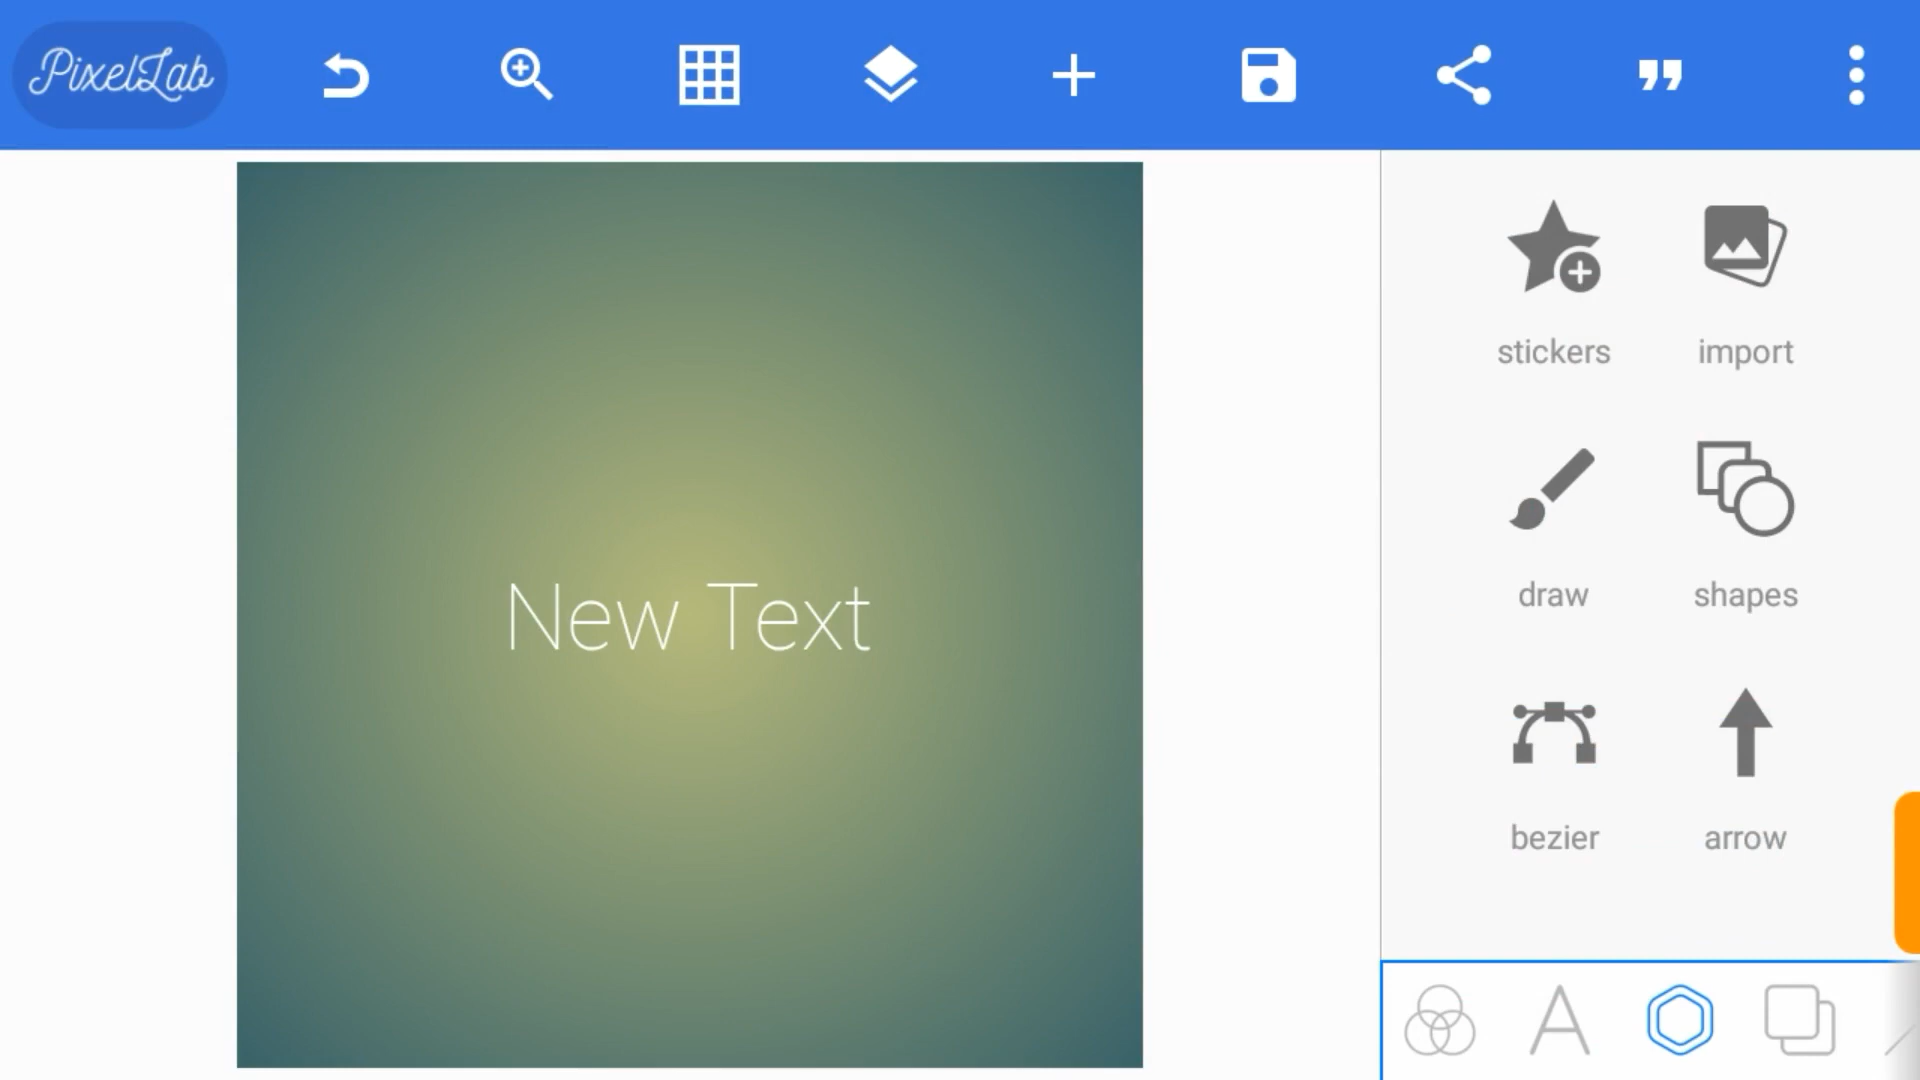 PixelLab
stickers
import
New Text
draw
shapes
bezier
arrow